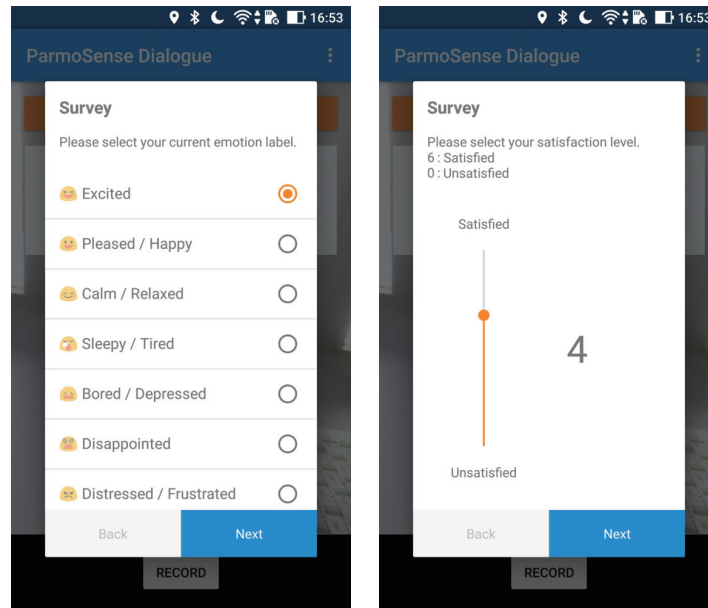 16:53
ParmoSense Dialogue
Survey
Please select your current emotion label.
Excited
Pleased / Happy
Calm / Relaxed
Sleepy / Tired
Bored / Depressed
Disappointed
Distressed / Frustrated
Back
Next
RECORD
16:53
ParmoSense Dialogue
Survey
Please select your satisfaction level.
6 : Satisfied
0 : Unsatisfied
Satisfied
4
Unsatisfied
Back
Next
RECORD